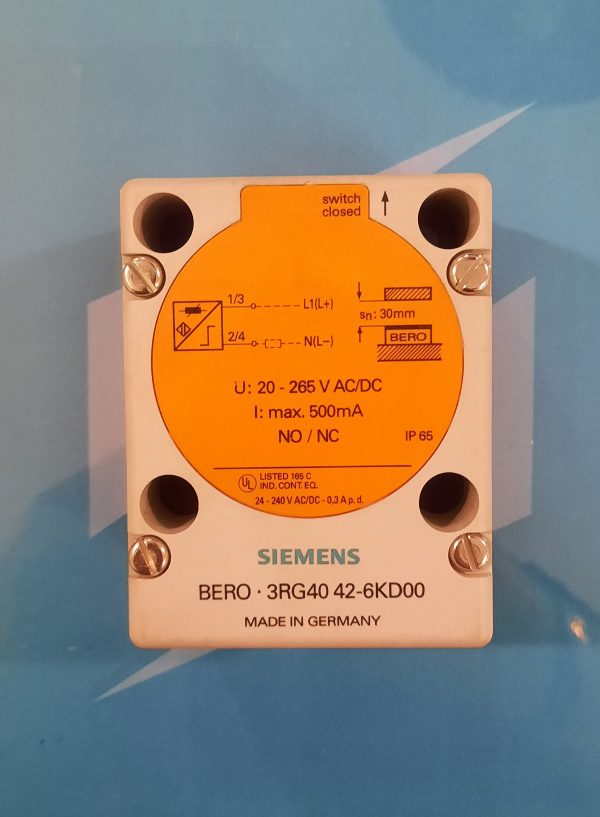 switch
closed
1/3 L1(L+)
sn: 30mm
2/4 N(L–)
BERO
U: 20 - 265 V AC/DC
I: max. 500mA
NO / NC
IP 65
UL LISTED 165 C
IND. CONT. EQ.
24 - 240 V AC/DC - 0,3 A p. d.
SIEMENS
BERO · 3RG40 42-6KD00
MADE IN GERMANY